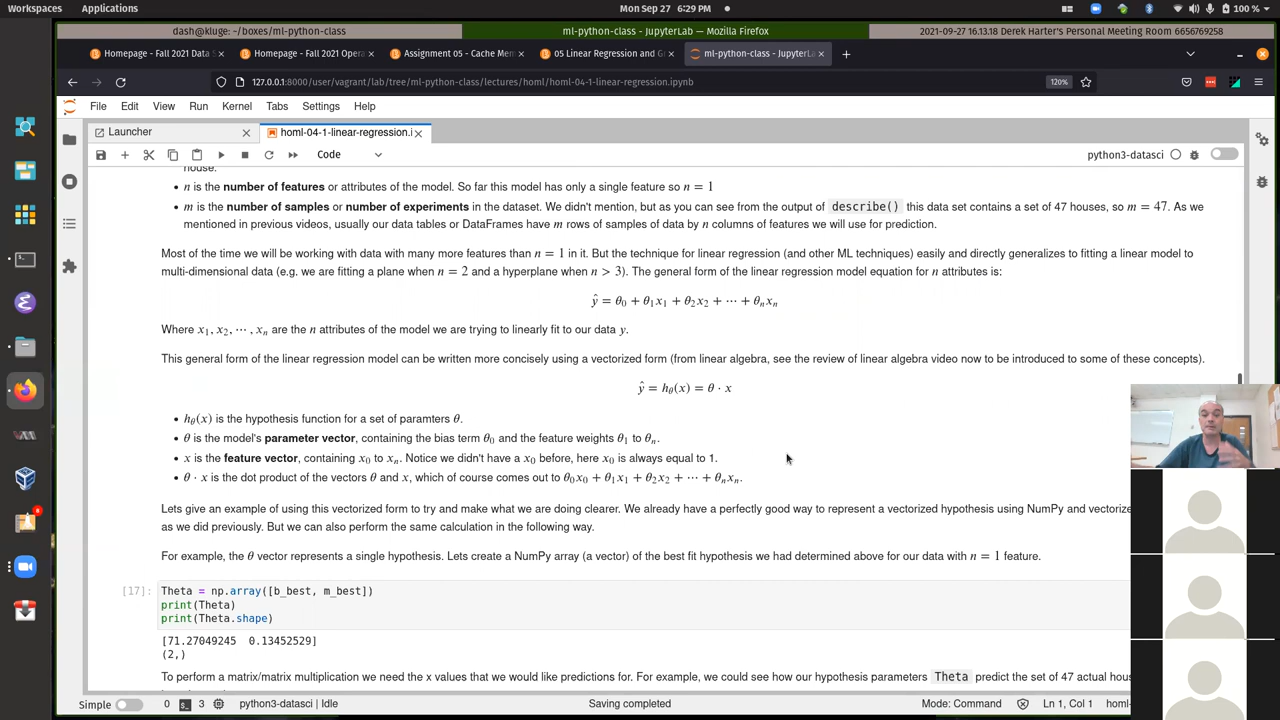 Workspaces Applications Mon Sep 27 6:29 PM 100 %
dash@kluge: ~/boxes/ml-python-class ml-python-class - JupyterLab — Mozilla Firefox 2021-09-27 16.13.18 Derek Harter's Personal Meeting Room 6656769258
Homepage - Fall 2021 Data S Homepage - Fall 2021 Opera Assignment 05 - Cache Mem 05 Linear Regression and G ml-python-class - JupyterLa
127.0.0.1:8000/user/vagrant/lab/tree/ml-python-class/lectures/homl/homl-04-1-linear-regression.ipynb 120%
File Edit View Run Kernel Tabs Settings Help
Launcher homl-04-1-linear-regression.i
Code python3-datasci
house.
• n is the number of features or attributes of the model. So far this model has only a single feature so n = 1
• m is the number of samples or number of experiments in the dataset. We didn't mention, but as you can see from the output of describe() this data set contains a set of 47 houses, so m = 47. As we
mentioned in previous videos, usually our data tables or DataFrames have m rows of samples of data by n columns of features we will use for prediction.
Most of the time we will be working with data with many more features than n = 1 in it. But the technique for linear regression (and other ML techniques) easily and directly generalizes to fitting a linear model to
multi-dimensional data (e.g. we are fitting a plane when n = 2 and a hyperplane when n > 3). The general form of the linear regression model equation for n attributes is:
ŷ = θ₀ + θ₁x₁ + θ₂x₂ + ⋯ + θₙxₙ
Where x₁, x₂, ⋯ , xₙ are the n attributes of the model we are trying to linearly fit to our data y.
This general form of the linear regression model can be written more concisely using a vectorized form (from linear algebra, see the review of linear algebra video now to be introduced to some of these concepts).
ŷ = hθ(x) = θ · x
• hθ(x) is the hypothesis function for a set of paramters θ.
• θ is the model's parameter vector, containing the bias term θ₀ and the feature weights θ₁ to θₙ.
• x is the feature vector, containing x₀ to xₙ. Notice we didn't have a x₀ before, here x₀ is always equal to 1.
• θ · x is the dot product of the vectors θ and x, which of course comes out to θ₀x₀ + θ₁x₁ + θ₂x₂ + ⋯ + θₙxₙ.
Lets give an example of using this vectorized form to try and make what we are doing clearer. We already have a perfectly good way to represent a vectorized hypothesis using NumPy and vectorize
as we did previously. But we can also perform the same calculation in the following way.
For example, the θ vector represents a single hypothesis. Lets create a NumPy array (a vector) of the best fit hypothesis we had determined above for our data with n = 1 feature.
[17]: Theta = np.array([b_best, m_best])
print(Theta)
print(Theta.shape)
[71.27049245 0.13452529]
(2,)
To perform a matrix/matrix multiplication we need the x values that we would like predictions for. For example, we could see how our hypothesis parameters Theta predict the set of 47 actual hou
Simple 0 3 python3-datasci | Idle Saving completed Mode: Command Ln 1, Col 1 homl-